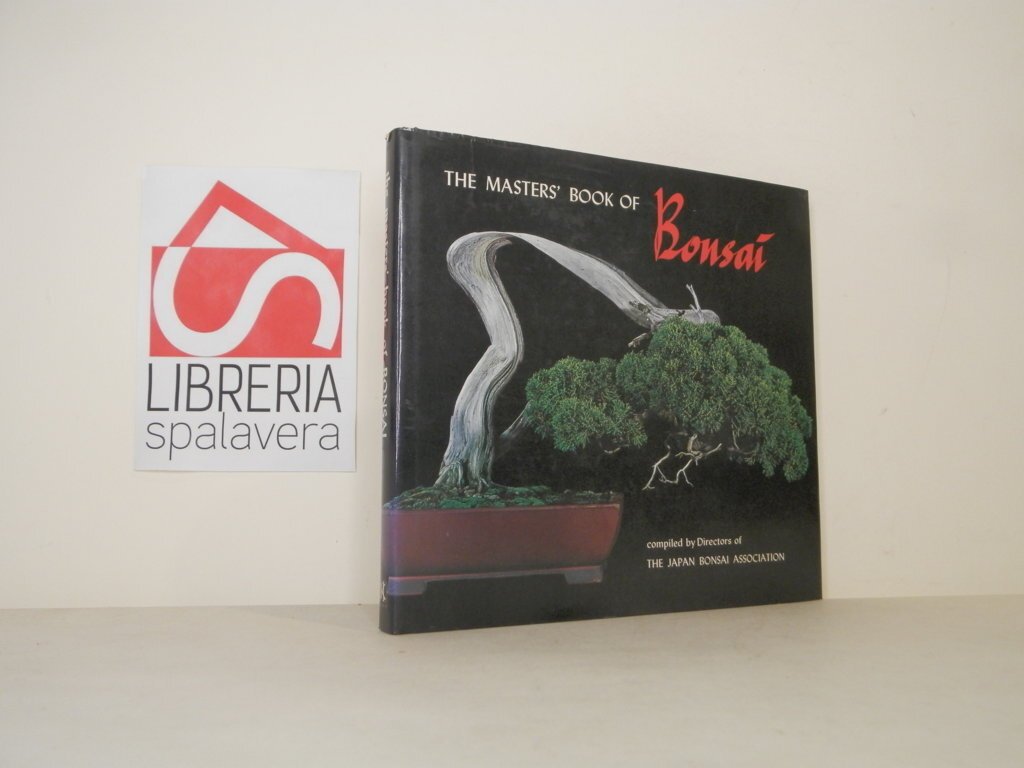 LIBRERIA
spalavera
THE MASTERS' BOOK OF Bonsai
compiled by Directors of
THE JAPAN BONSAI ASSOCIATION